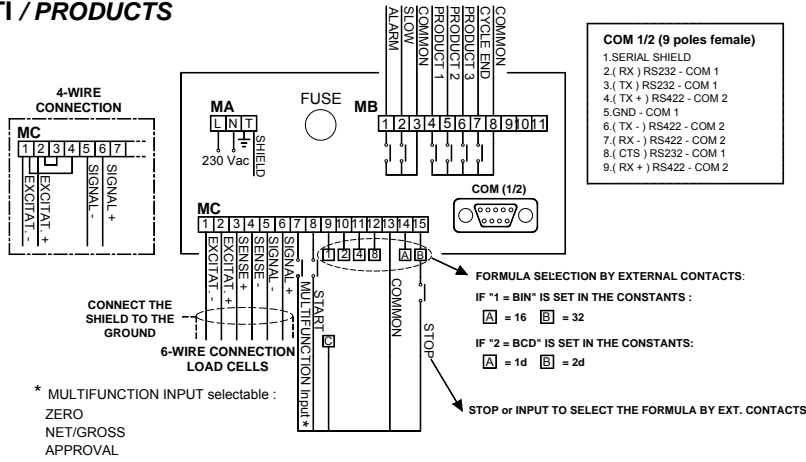 TI / PRODUCTS
ALARM
SLOW
COMMON
PRODUCT 1
PRODUCT 2
PRODUCT 3
CYCLE END
COMMON
COM 1/2 (9 poles female)
1.SERIAL SHIELD
2.( RX ) RS232 - COM 1
3.( TX ) RS232 - COM 1
4.( TX + ) RS422 - COM 2
5.GND - COM 1
6.( TX - ) RS422 - COM 2
7.( RX - ) RS422 - COM 2
8.( CTS ) RS232 - COM 1
9.( RX + ) RS422 - COM 2
4-WIRE
CONNECTION
MC
1 2 3 4 5 6 7
EXCITAT. -
EXCITAT. +
SIGNAL -
SIGNAL +
MA
L N T
230 Vac
SHIELD
FUSE
MB
1 2 3 4 5 6 7 8 9 10 11
COM (1/2)
MC
1 2 3 4 5 6 7 8 9 10 11 12 13 14 15
1 2 4 8 A B
EXCITAT. -
EXCITAT. +
SENSE +
SENSE -
SIGNAL -
SIGNAL +
MULTIFUNCTION Input *
START
C
COMMON
STOP
CONNECT THE
SHIELD TO THE
GROUND
6-WIRE CONNECTION
LOAD CELLS
FORMULA SELECTION BY EXTERNAL CONTACTS:
IF "1 = BIN" IS SET IN THE CONSTANTS :
A = 16 B = 32
IF "2 = BCD" IS SET IN THE CONSTANTS:
A = 1d B = 2d
STOP or INPUT TO SELECT THE FORMULA BY EXT. CONTACTS
* MULTIFUNCTION INPUT selectable :
ZERO
NET/GROSS
APPROVAL